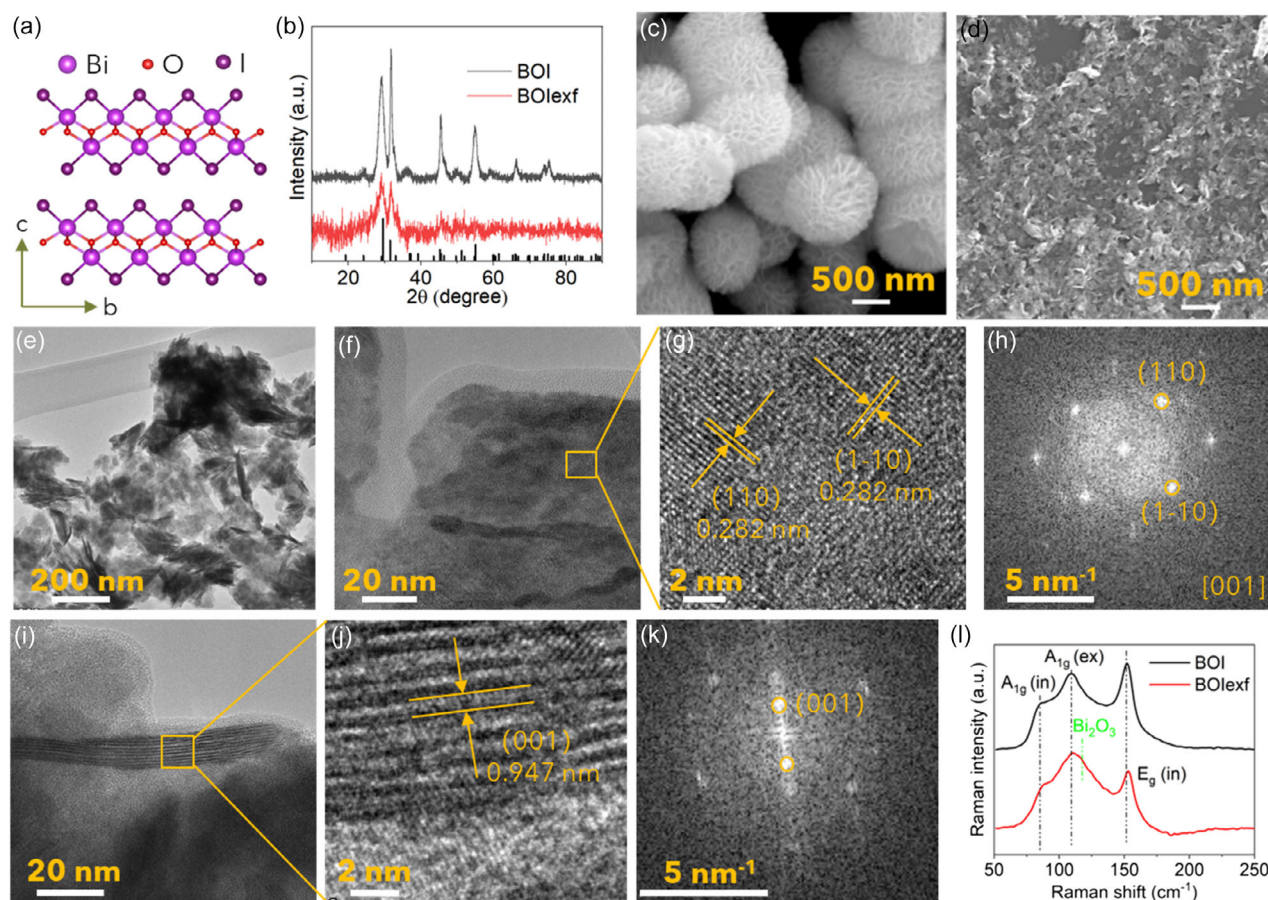 (a)
Bi O I
c
b
(b)
Intensity (a.u.)
BOI
BOIexf
20 40 60 80
2θ (degree)
(c)
500 nm
(d)
500 nm
(e)
200 nm
(f)
20 nm
(g)
(110)
0.282 nm
(1-10)
0.282 nm
2 nm
(h)
(110)
(1-10)
5 nm⁻¹
[001]
(i)
20 nm
(j)
(001)
0.947 nm
2 nm
(k)
(001)
5 nm⁻¹
(l)
Raman intensity (a.u.)
A₁g (in)
A₁g (ex)
BOI
BOIexf
Bi₂O₃
Eg (in)
50 100 150 200 250
Raman shift (cm⁻¹)